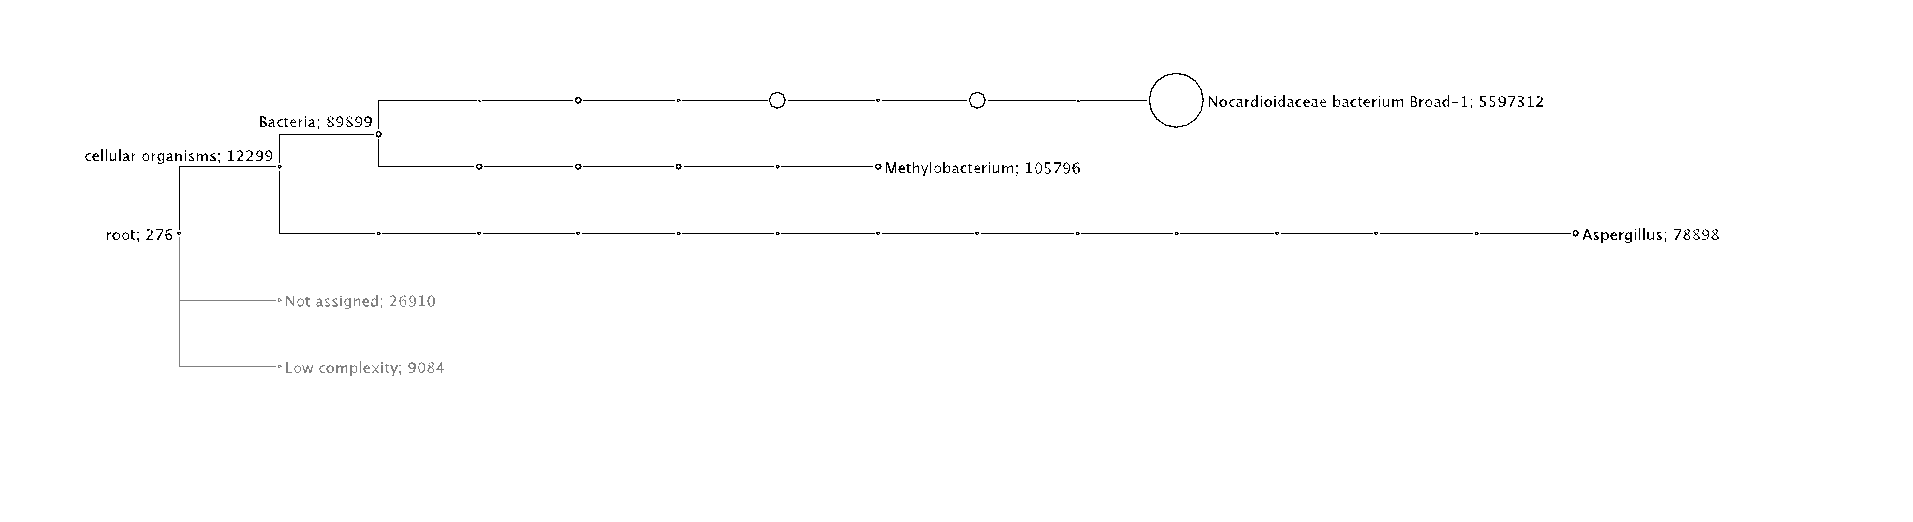 Nocardioidaceae bacterium Broad-1; 5597312
Bacteria; 89899
cellular organisms; 12299
Methylobacterium; 105796
root; 276
Aspergillus; 78898
Not assigned; 26910
Low complexity; 9084